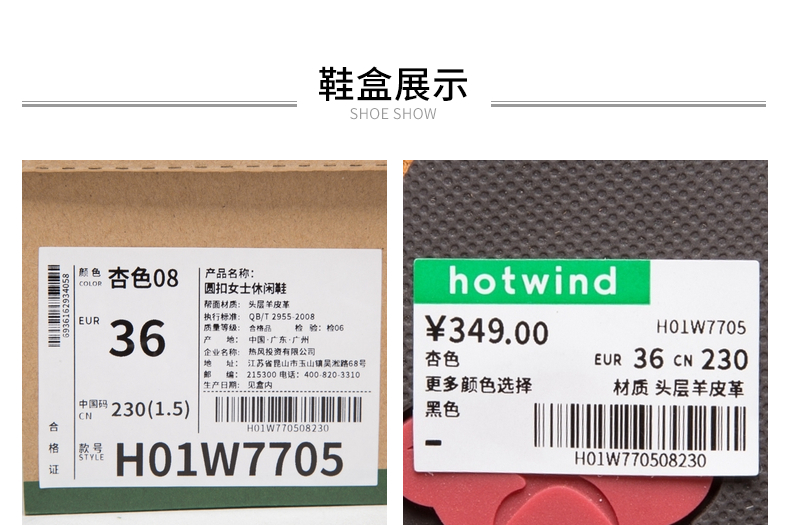 鞋盒展示
SHOE SHOW
6936162934058
合
格
证
颜色
COLOR
杏色08
EUR
36
中国码
CN
230(1.5)
款号
STYLE
H01W7705
产品名称:
圆扣女士休闲鞋
帮面材质: 头层羊皮革
执行标准: QB/T 2955-2008
质量等级: 合格品 检 验: 检06
产 地: 中国·广东·广州
企业名称: 热风投资有限公司
地 址: 江苏省昆山市玉山镇吴淞路68号
邮 编: 215300 电话: 400-820-3310
生产日期: 见盒内
H01W770508230
hotwind
¥349.00
H01W7705
杏色
EUR 36 CN 230
更多颜色选择
材质 头层羊皮革
黑色
H01W770508230